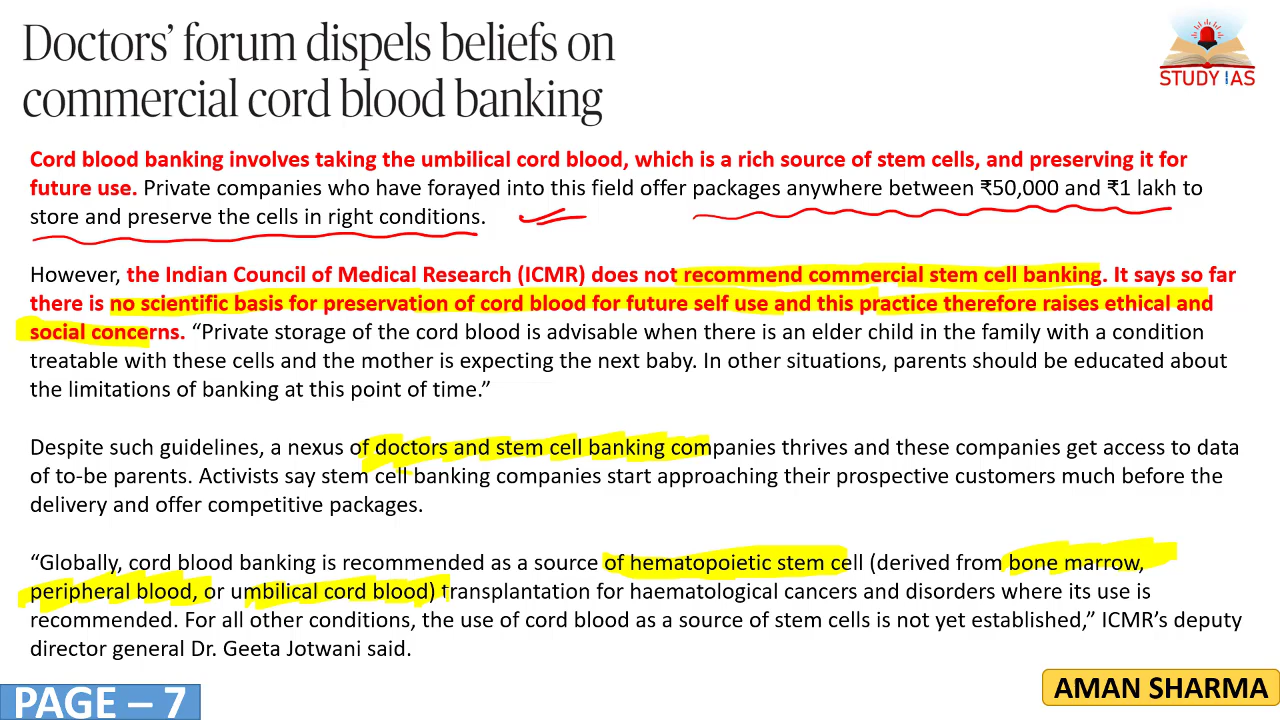 Doctors’ forum dispels beliefs on
commercial cord blood banking
STUDY IAS
Cord blood banking involves taking the umbilical cord blood, which is a rich source of stem cells, and preserving it for
future use. Private companies who have forayed into this field offer packages anywhere between ₹50,000 and ₹1 lakh to
store and preserve the cells in right conditions.
However, the Indian Council of Medical Research (ICMR) does not recommend commercial stem cell banking. It says so far
there is no scientific basis for preservation of cord blood for future self use and this practice therefore raises ethical and
social concerns. “Private storage of the cord blood is advisable when there is an elder child in the family with a condition
treatable with these cells and the mother is expecting the next baby. In other situations, parents should be educated about
the limitations of banking at this point of time.”
Despite such guidelines, a nexus of doctors and stem cell banking companies thrives and these companies get access to data
of to-be parents. Activists say stem cell banking companies start approaching their prospective customers much before the
delivery and offer competitive packages.
“Globally, cord blood banking is recommended as a source of hematopoietic stem cell (derived from bone marrow,
peripheral blood, or umbilical cord blood) transplantation for haematological cancers and disorders where its use is
recommended. For all other conditions, the use of cord blood as a source of stem cells is not yet established,” ICMR’s deputy
director general Dr. Geeta Jotwani said.
PAGE – 7
AMAN SHARMA